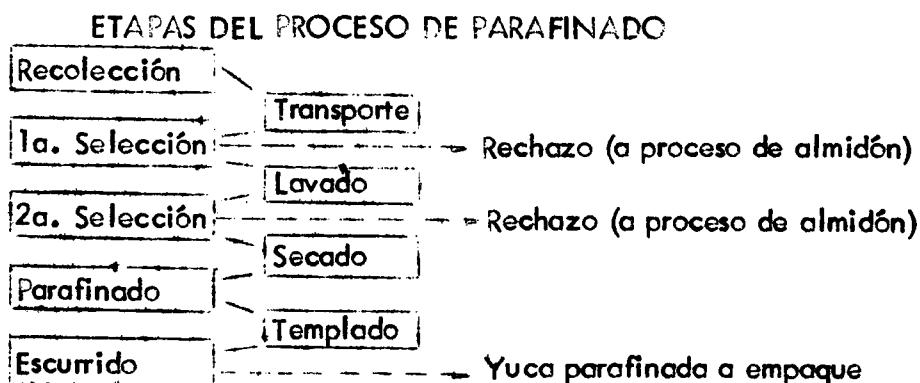 ETAPAS DEL PROCESO DE PARAFINADO
Recolección
Transporte
1a. Selección
Rechazo (a proceso de almidón)
Lavado
2a. Selección
Rechazo (a proceso de almidón)
Secado
Parafinado
Templado
Escurrido
Yuca parafinada a empaque